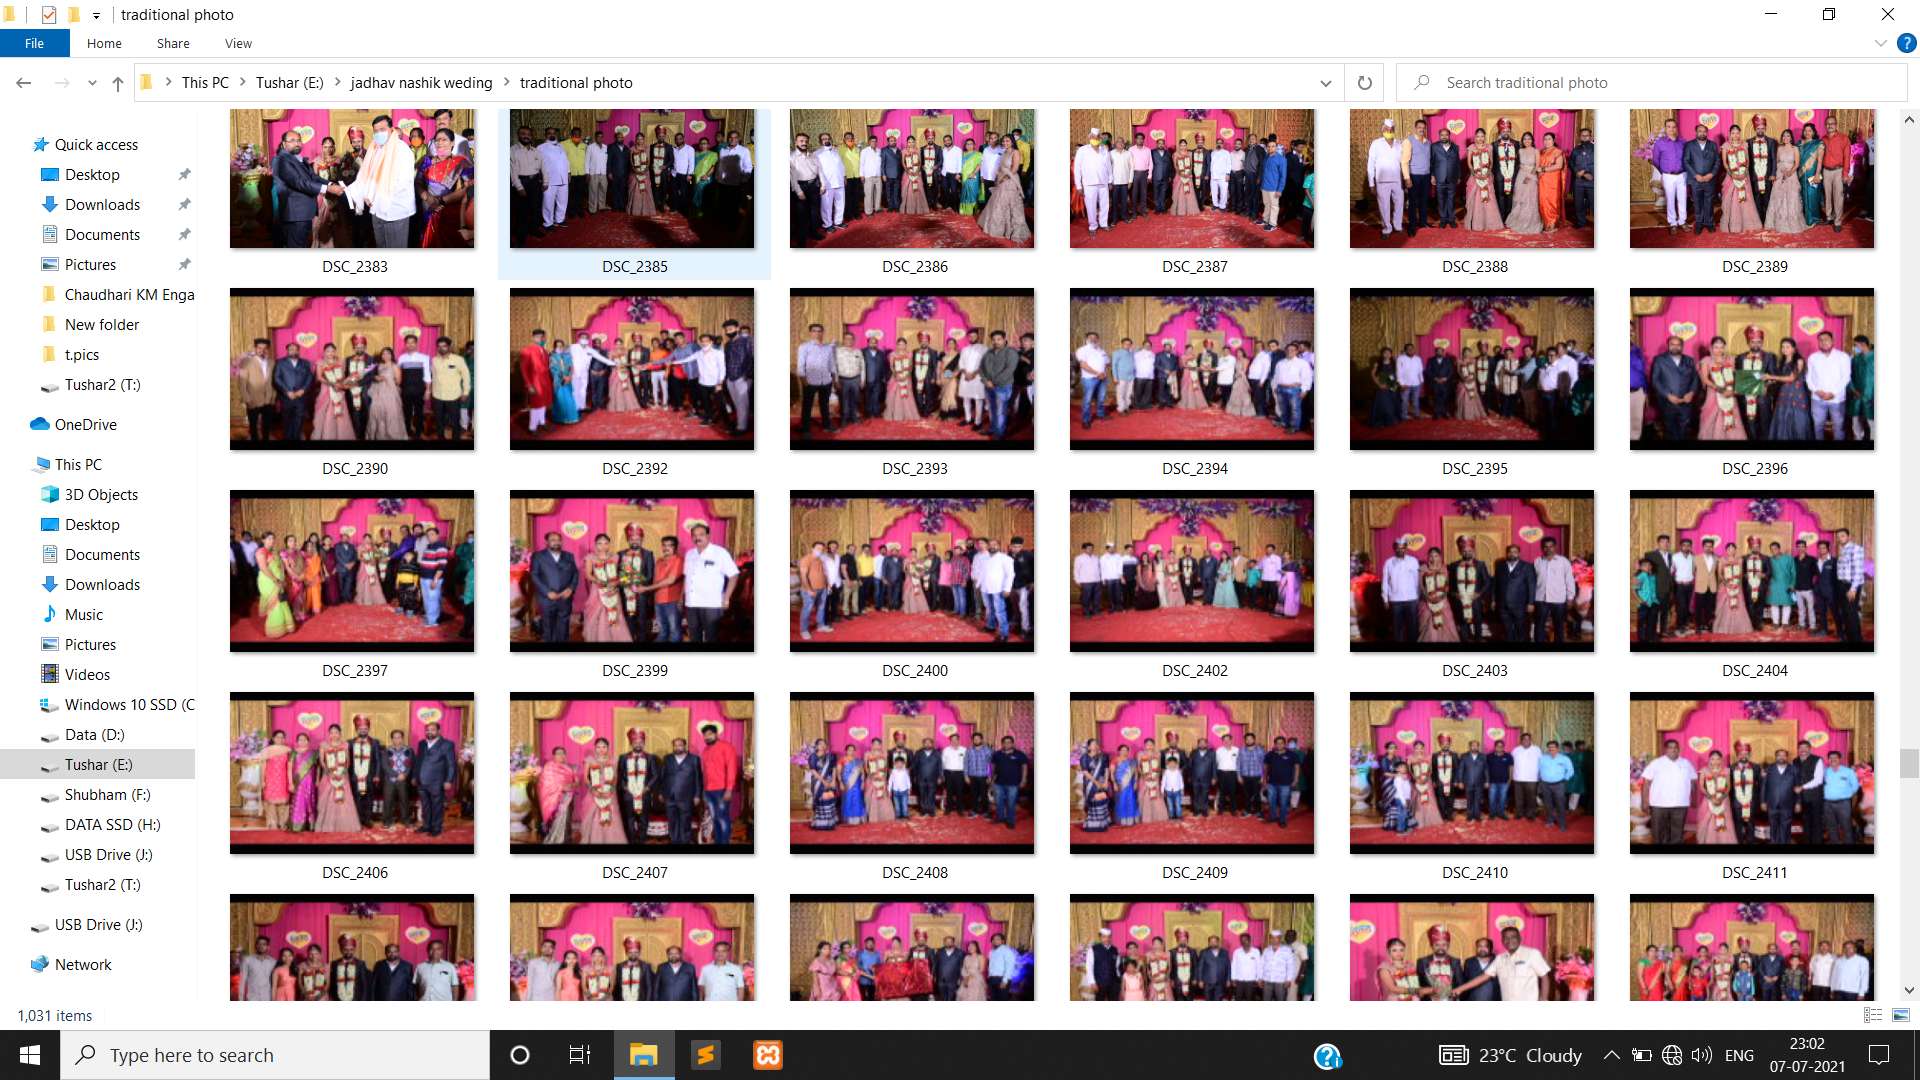 traditional photo
File Home Share View
This PC Tushar (E:) jadhav nashik weding traditional photo
Search traditional photo
Quick access
Desktop
Downloads
Documents
Pictures
Chaudhari KM Enga
New folder
t.pics
Tushar2 (T:)
OneDrive
This PC
3D Objects
Desktop
Documents
Downloads
Music
Pictures
Videos
Windows 10 SSD (C
Data (D:)
Tushar (E:)
Shubham (F:)
DATA SSD (H:)
USB Drive (J:)
Tushar2 (T:)
USB Drive (J:)
Network
DSC_2383 DSC_2385 DSC_2386 DSC_2387 DSC_2388 DSC_2389
DSC_2390 DSC_2392 DSC_2393 DSC_2394 DSC_2395 DSC_2396
DSC_2397 DSC_2399 DSC_2400 DSC_2402 DSC_2403 DSC_2404
DSC_2406 DSC_2407 DSC_2408 DSC_2409 DSC_2410 DSC_2411
1,031 items
Type here to search
23°C Cloudy
ENG
23:02
07-07-2021